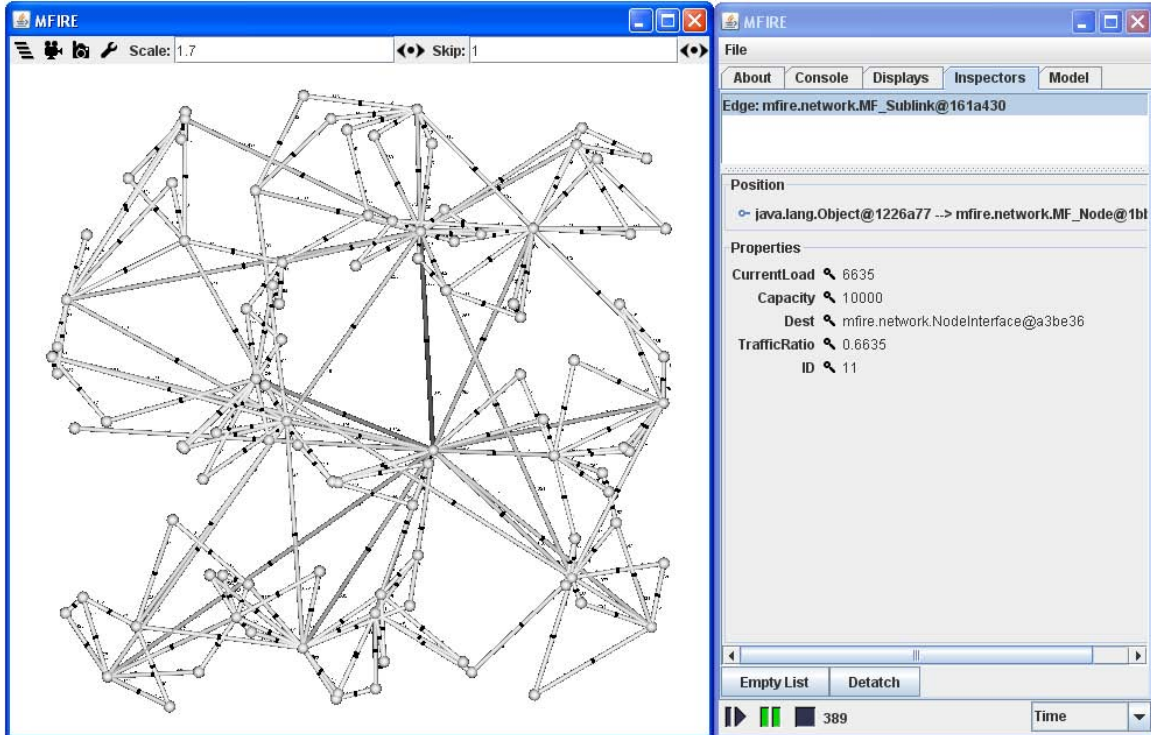 MFIRE
Scale: 1.7 Skip: 1
MFIRE
File
About Console Displays Inspectors Model
Edge: mfire.network.MF_Sublink@161a430
Position
java.lang.Object@1226a77 --> mfire.network.MF_Node@1bl
Properties
CurrentLoad 6635
Capacity 10000
Dest mfire.network.NodeInterface@a3be36
TrafficRatio 0.6635
ID 11
Empty List Detatch
389 Time